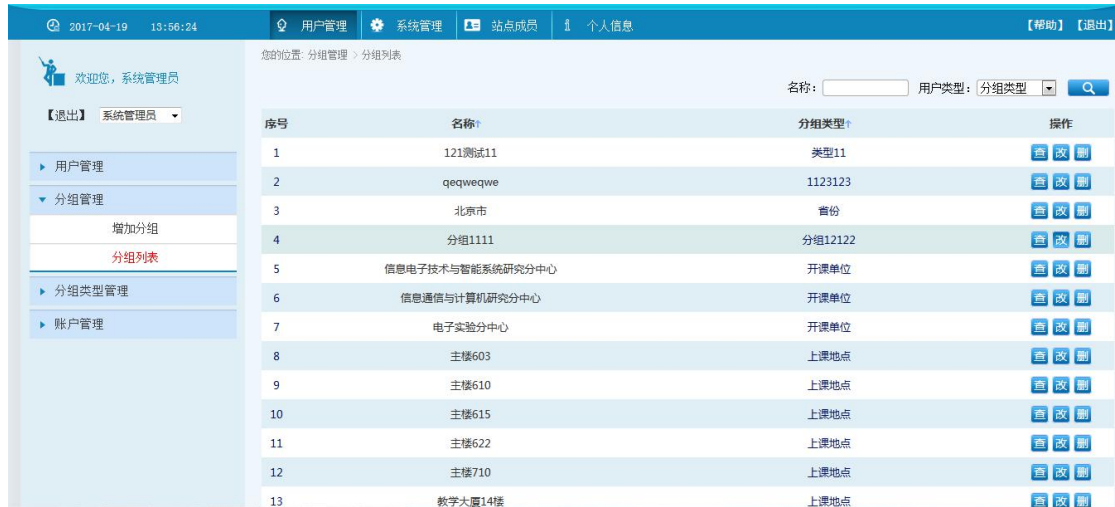 2017-04-19 13:56:24 用户管理 系统管理 站点成员 个人信息 【帮助】【退出】
您的位置: 分组管理 > 分组列表
欢迎您，系统管理员
名称： 用户类型： 分组类型
【退出】 系统管理员
序号 名称↑ 分组类型↑ 操作
1 121测试11 类型11 查 改 删
用户管理
2 qeqweqwe 1123123 查 改 删
分组管理
3 北京市 省份 查 改 删
增加分组
4 分组1111 分组12122 查 改 删
分组列表
5 信息电子技术与智能系统研究分中心 开课单位 查 改 删
分组类型管理
6 信息通信与计算机研究分中心 开课单位 查 改 删
账户管理
7 电子实验分中心 开课单位 查 改 删
8 主楼603 上课地点 查 改 删
9 主楼610 上课地点 查 改 删
10 主楼615 上课地点 查 改 删
11 主楼622 上课地点 查 改 删
12 主楼710 上课地点 查 改 删
13 教学大厦14楼 上课地点 查 改 删